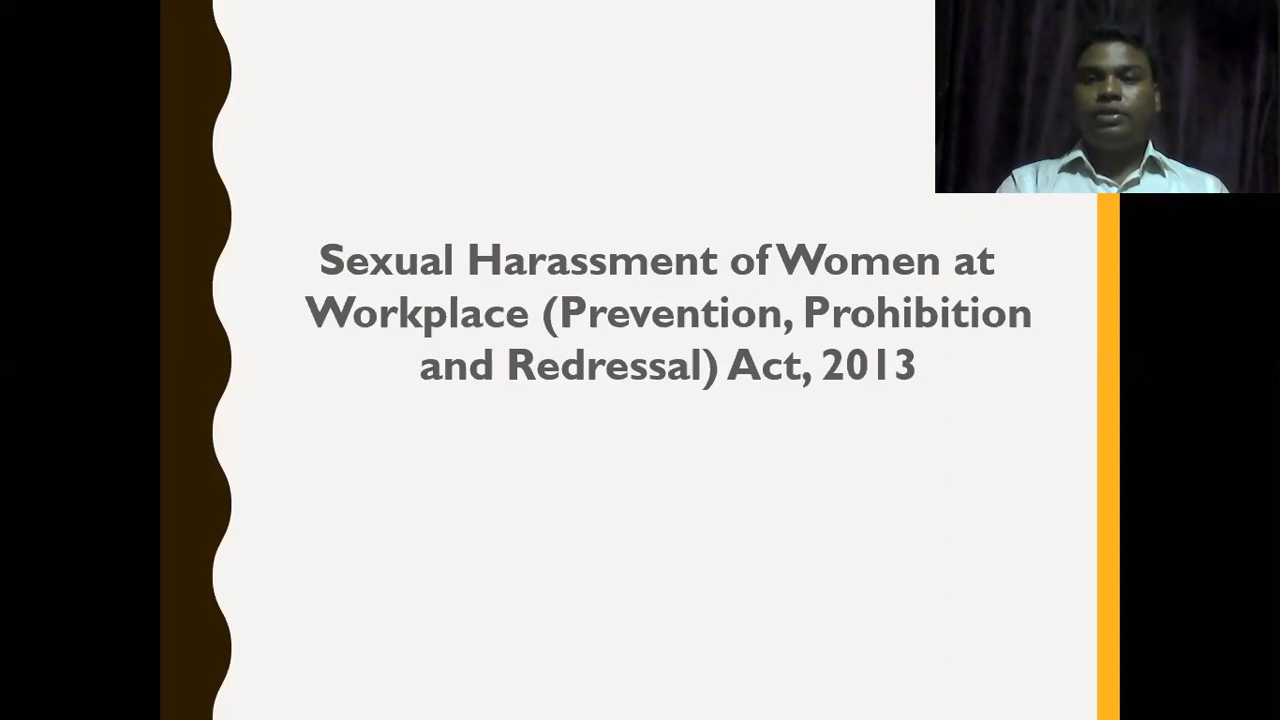 Sexual Harassment of Women at
Workplace (Prevention, Prohibition
and Redressal) Act, 2013